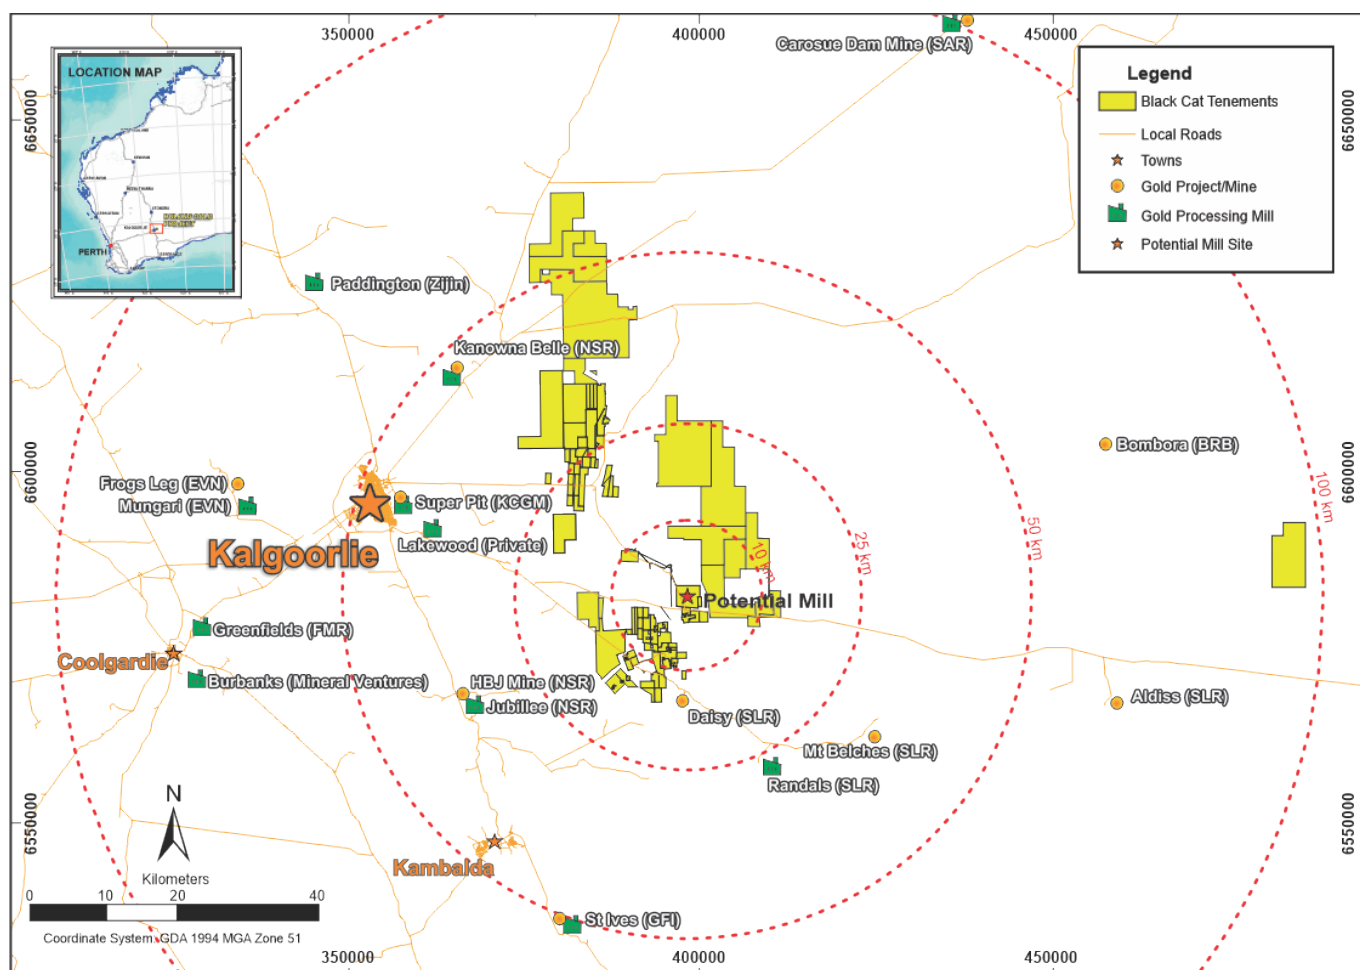 350000
400000
450000
Carosue Dam Mine (SAR)
LOCATION MAP
PERTH
Legend
Black Cat Tenements
Local Roads
Towns
Gold Project/Mine
Gold Processing Mill
Potential Mill Site
6650000
6650000
Paddington (Zijin)
Kanowna Belle (NSR)
Bombora (BRB)
6600000
6600000
Frogs Leg (EVN)
Mungari (EVN)
Super Pit (KCGM)
Lakewood (Private)
Kalgoorlie
100 km
50 km
25 km
10 km
Potential Mill
Greenfields (FMR)
Coolgardie
Burbanks (Mineral Ventures)
HBJ Mine (NSR)
Jubillee (NSR)
Daisy (SLR)
Aldiss (SLR)
Mt Belches (SLR)
Randals (SLR)
6550000
6550000
N
Kilometers
0 10 20 40
Coordinate System: GDA 1994 MGA Zone 51
Kambalda
St Ives (GFI)
350000
400000
450000